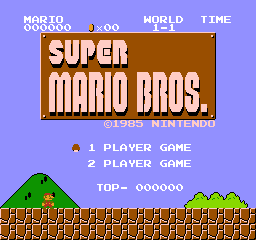 MARIO WORLD TIME
000000 ×00 1-1
SUPER
MARIO BROS.
©1985 NINTENDO
1 PLAYER GAME
2 PLAYER GAME
TOP- 000000